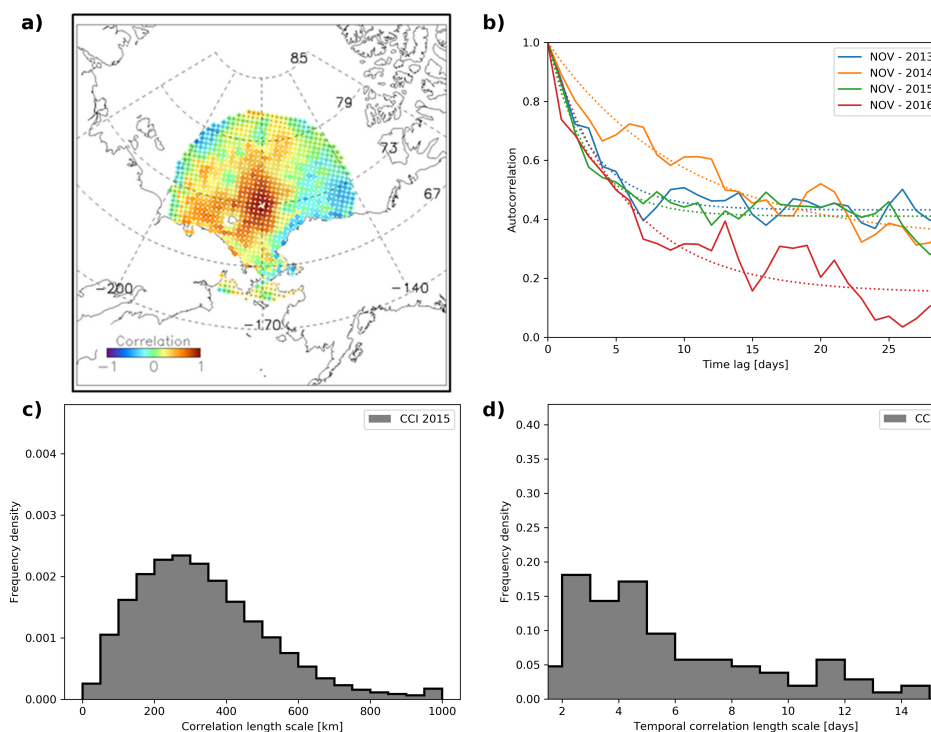 a)
85
79
73
67
−200
−140
−170
Correlation
−1 0 1
b)
1.0
0.8
0.6
0.4
0.2
0.0
Autocorrelation
NOV - 2013
NOV - 2014
NOV - 2015
NOV - 2016
0 5 10 15 20 25
Time lag [days]
c)
CCI 2015
0.004
0.003
0.002
0.001
0.000
Frequency density
0 200 400 600 800 1000
Correlation length scale [km]
d)
CC
0.40
0.35
0.30
0.25
0.20
0.15
0.10
0.05
0.00
Frequency density
2 4 6 8 10 12 14
Temporal correlation length scale [days]